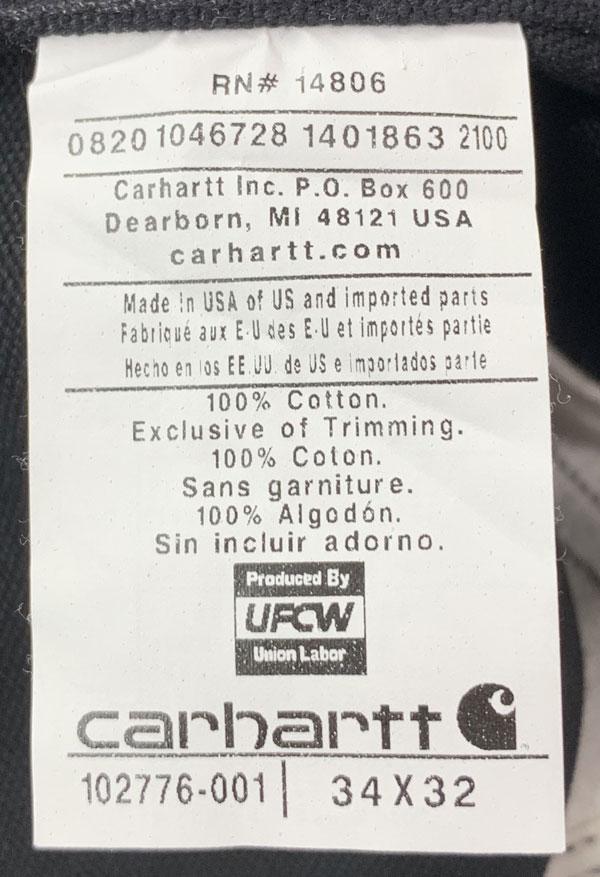 RN# 14806
0820 1046728 1401863 2100
Carhartt Inc. P.O. Box 600
Dearborn, MI 48121 USA
carhartt.com
Made in USA of US and imported parts
Fabriqué aux E-U des E-U et importés partie
Hecho en los EE.UU. de US e importados parte
100% Cotton.
Exclusive of Trimming.
100% Coton.
Sans garniture.
100% Algodón.
Sin incluir adorno.
Produced By
UFCW
Union Labor
carhartt
102776-001 | 34 X 32